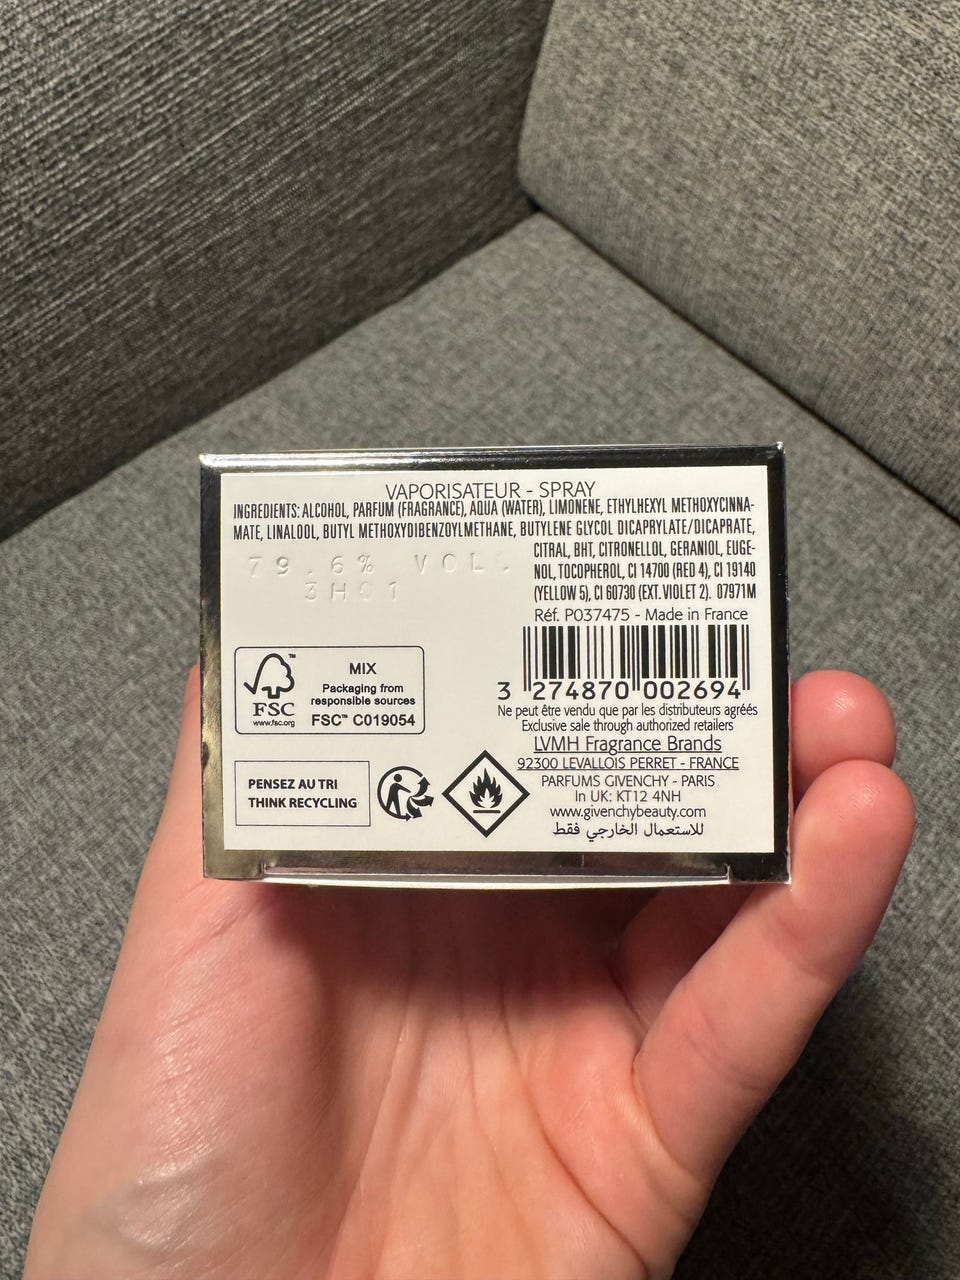 VAPORISATEUR - SPRAY
INGREDIENTS: ALCOHOL, PARFUM (FRAGRANCE), AQUA (WATER), LIMONENE, ETHYLHEXYL METHOXYCINNA-
MATE, LINALOOL, BUTYL METHOXYDIBENZOYLMETHANE, BUTYLENE GLYCOL DICAPRYLATE/DICAPRATE,
CITRAL, BHT, CITRONELLOL, GERANIOL, EUGE-
NOL, TOCOPHEROL, CI 14700 (RED 4), CI 19140
(YELLOW 5), CI 60730 (EXT. VIOLET 2). 07971M
79.6% VOL.
3H01
Réf. P037475 - Made in France
3 274870 002694
Ne peut être vendu que par les distributeurs agréés
Exclusive sale through authorized retailers
LVMH Fragrance Brands
92300 LEVALLOIS PERRET - FRANCE
PARFUMS GIVENCHY - PARIS
In UK: KT12 4NH
www.givenchybeauty.com
للاستعمال الخارجي فقط
FSC
www.fsc.org
MIX
Packaging from
responsible sources
FSC™ C019054
PENSEZ AU TRI
THINK RECYCLING